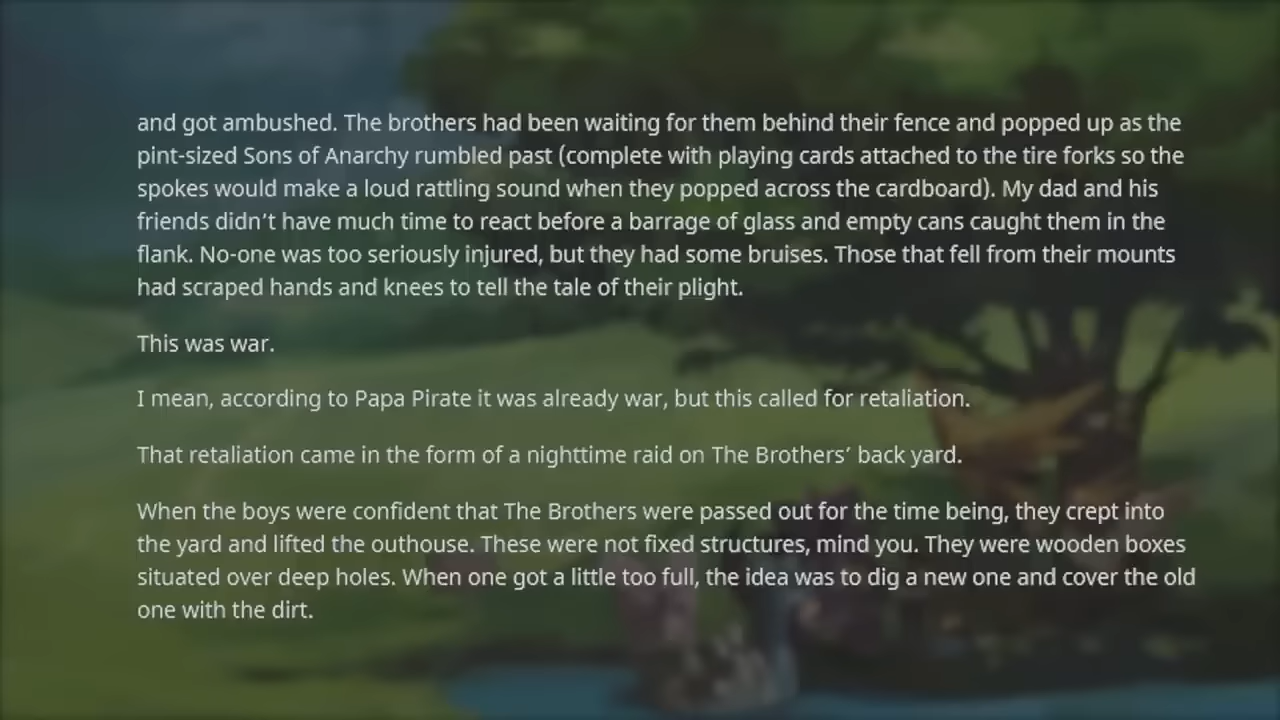 and got ambushed. The brothers had been waiting for them behind their fence and popped up as the
pint-sized Sons of Anarchy rumbled past (complete with playing cards attached to the tire forks so the
spokes would make a loud rattling sound when they popped across the cardboard). My dad and his
friends didn’t have much time to react before a barrage of glass and empty cans caught them in the
flank. No-one was too seriously injured, but they had some bruises. Those that fell from their mounts
had scraped hands and knees to tell the tale of their plight.
This was war.
I mean, according to Papa Pirate it was already war, but this called for retaliation.
That retaliation came in the form of a nighttime raid on The Brothers’ back yard.
When the boys were confident that The Brothers were passed out for the time being, they crept into
the yard and lifted the outhouse. These were not fixed structures, mind you. They were wooden boxes
situated over deep holes. When one got a little too full, the idea was to dig a new one and cover the old
one with the dirt.